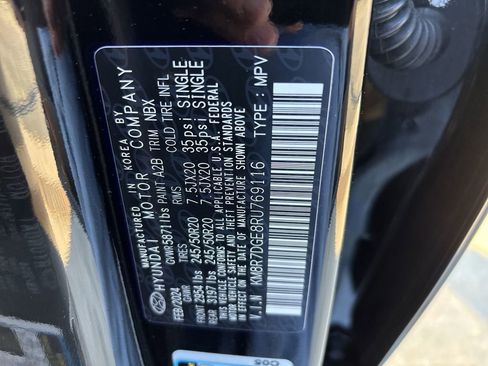 MANUFACTURED IN KOREA BY
HYUNDAI MOTOR COMPANY
FEB/2024 GVWR 5871 lbs PAINT A2B TRIM NBX
GAWR TIRES RMS COLD TIRE INFL
FRONT 2954 lbs 245/50R20 7.5JX20 35psi SINGLE
REAR 3197 lbs 245/50R20 7.5JX20 35psi SINGLE
THIS VEHICLE CONFORMS TO ALL APPLICABLE U.S.A. FEDERAL
MOTOR VEHICLE SAFETY AND THEFT PREVENTION STANDARDS
IN EFFECT ON THE DATE OF MANUFACTURE SHOWN ABOVE
V.I.N KM8R7DGE8RU769116 TYPE: MPV
C05